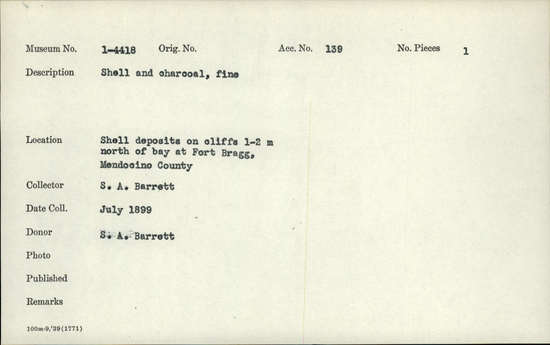 Museum No. 1-4418 Orig. No. Acc. No. 139 No. Pieces 1
Description Shell and charcoal, fine
Location Shell deposits on cliffs 1-2 m
north of bay at Fort Bragg,
Mendocino County
Collector S. A. Barrett
Date Coll. July 1899
Donor S. A. Barrett
Photo
Published
Remarks
100m-9/39(1771)